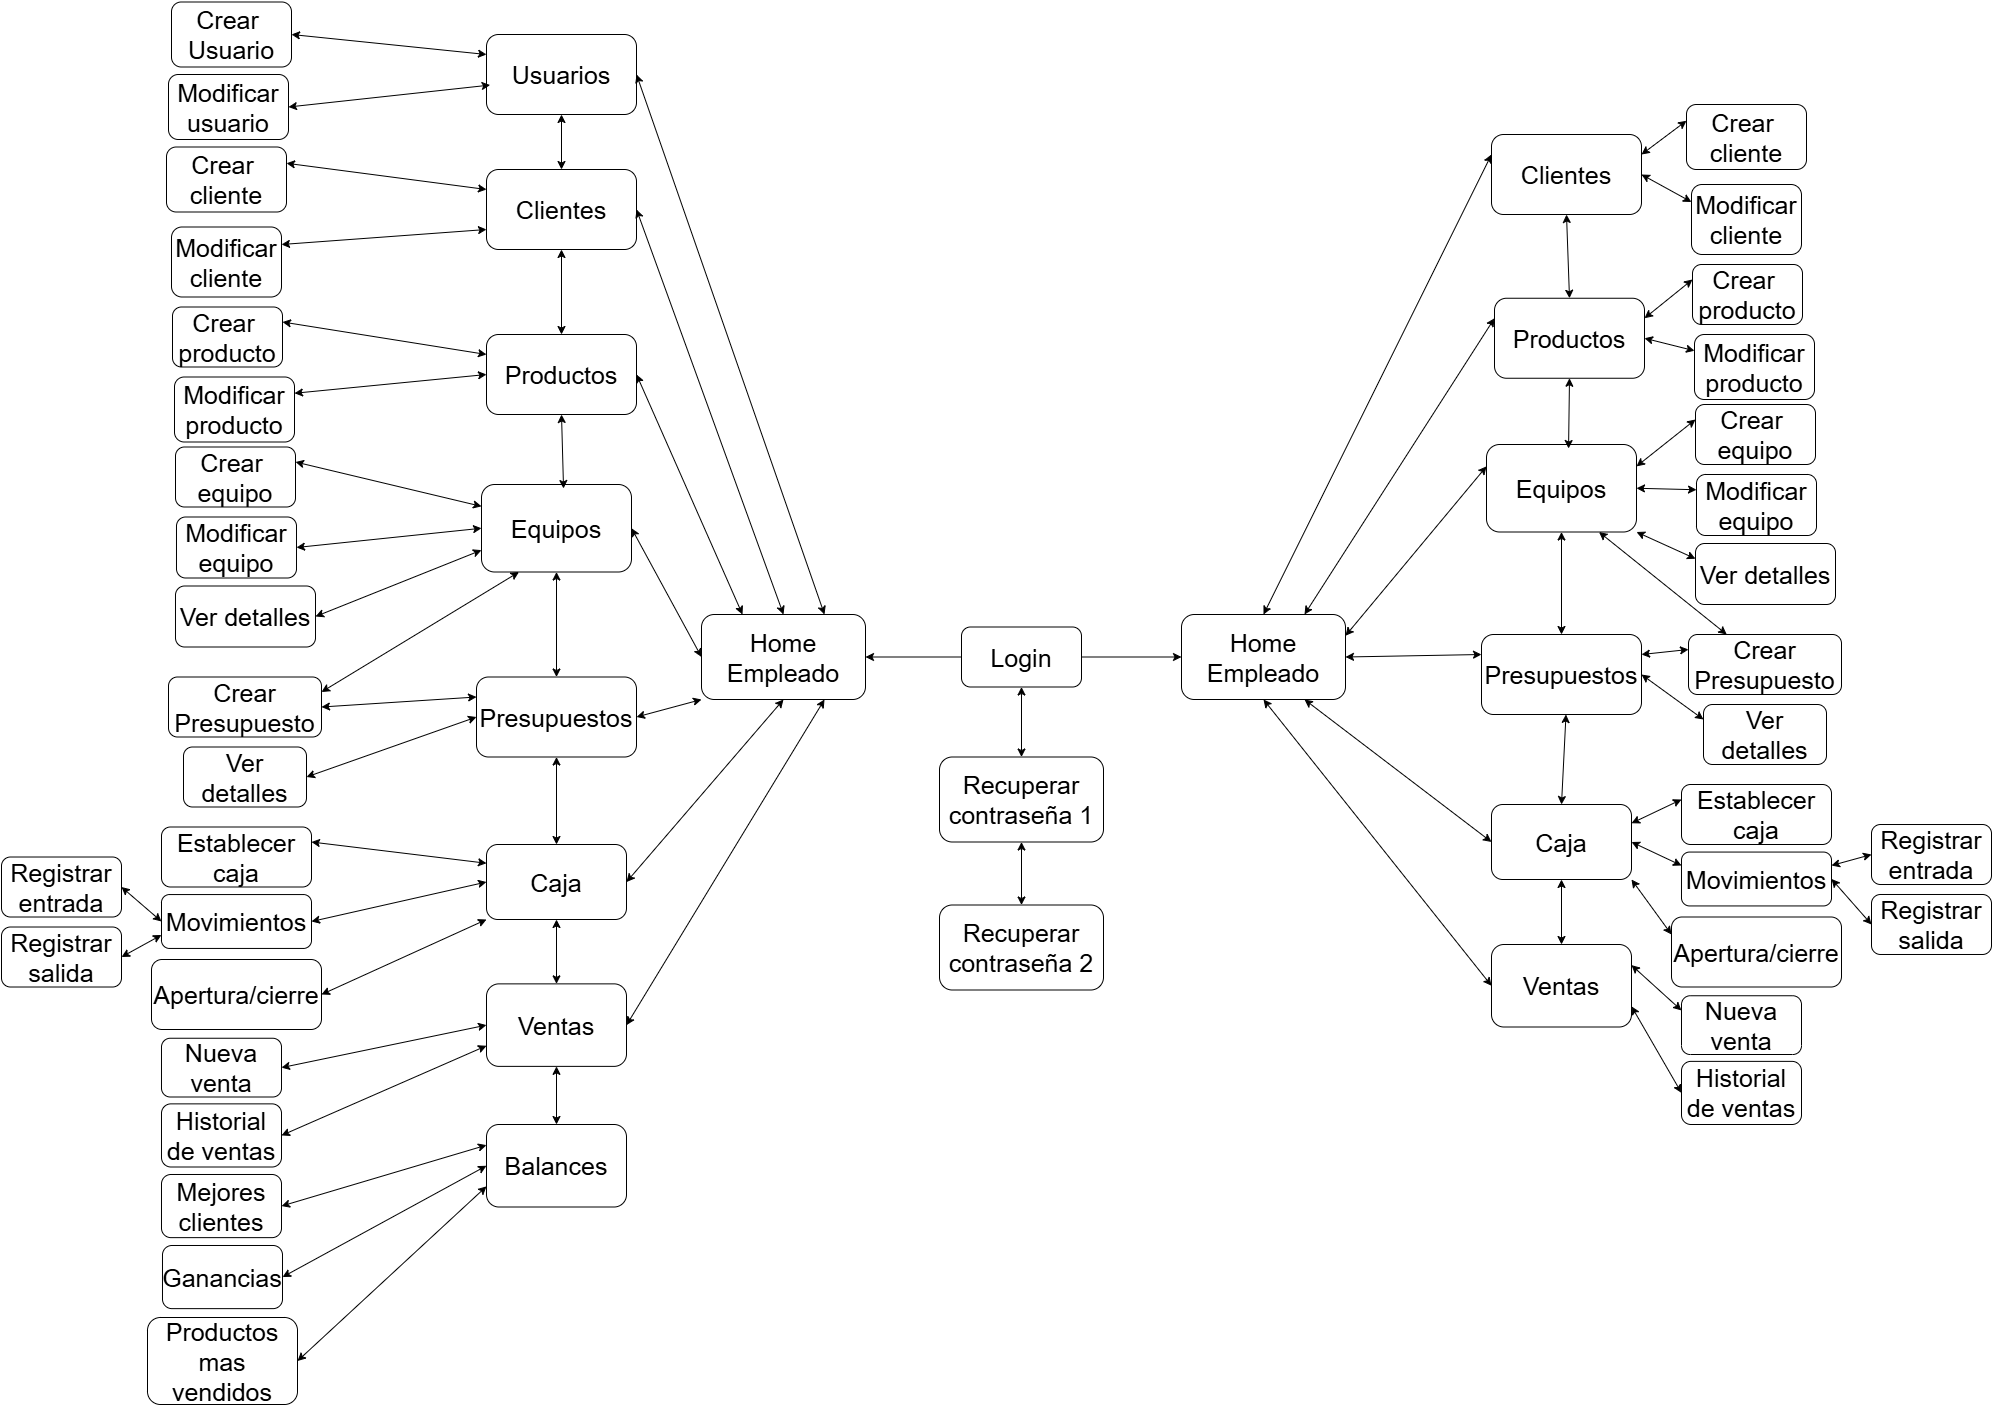 Crear
Usuario
Modificar
usuario
Crear
cliente
Modificar
cliente
Crear
producto
Modificar
producto
Crear
equipo
Modificar
equipo
Ver detalles
Crear
Presupuesto
Ver
detalles
Establecer
caja
Registrar
entrada
Movimientos
Registrar
salida
Apertura/cierre
Nueva
venta
Historial
de ventas
Mejores
clientes
Ganancias
Productos
mas
vendidos
Usuarios
Clientes
Productos
Equipos
Presupuestos
Caja
Ventas
Balances
Home
Empleado
Login
Recuperar
contraseña 1
Recuperar
contraseña 2
Home
Empleado
Clientes
Productos
Equipos
Presupuestos
Caja
Ventas
Crear
cliente
Modificar
cliente
Crear
producto
Modificar
producto
Crear
equipo
Modificar
equipo
Ver detalles
Crear
Presupuesto
Ver
detalles
Establecer
caja
Movimientos
Registrar
entrada
Registrar
salida
Apertura/cierre
Nueva
venta
Historial
de ventas